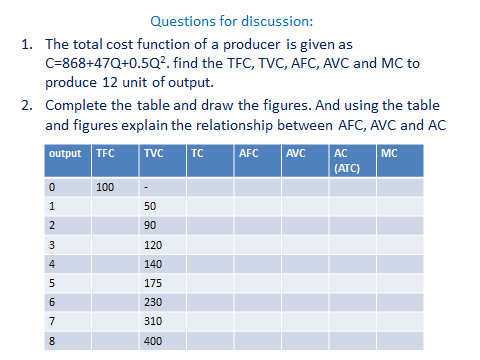 Questions for discussion:
1. The total cost function of a producer is given as
C=868+47Q+0.5Q². find the TFC, TVC, AFC, AVC and MC to
produce 12 unit of output.
2. Complete the table and draw the figures. And using the table
and figures explain the relationship between AFC, AVC and AC
output TFC TVC TC AFC AVC AC MC
(ATC)
0 100 -
1 50
2 90
3 120
4 140
5 175
6 230
7 310
8 400